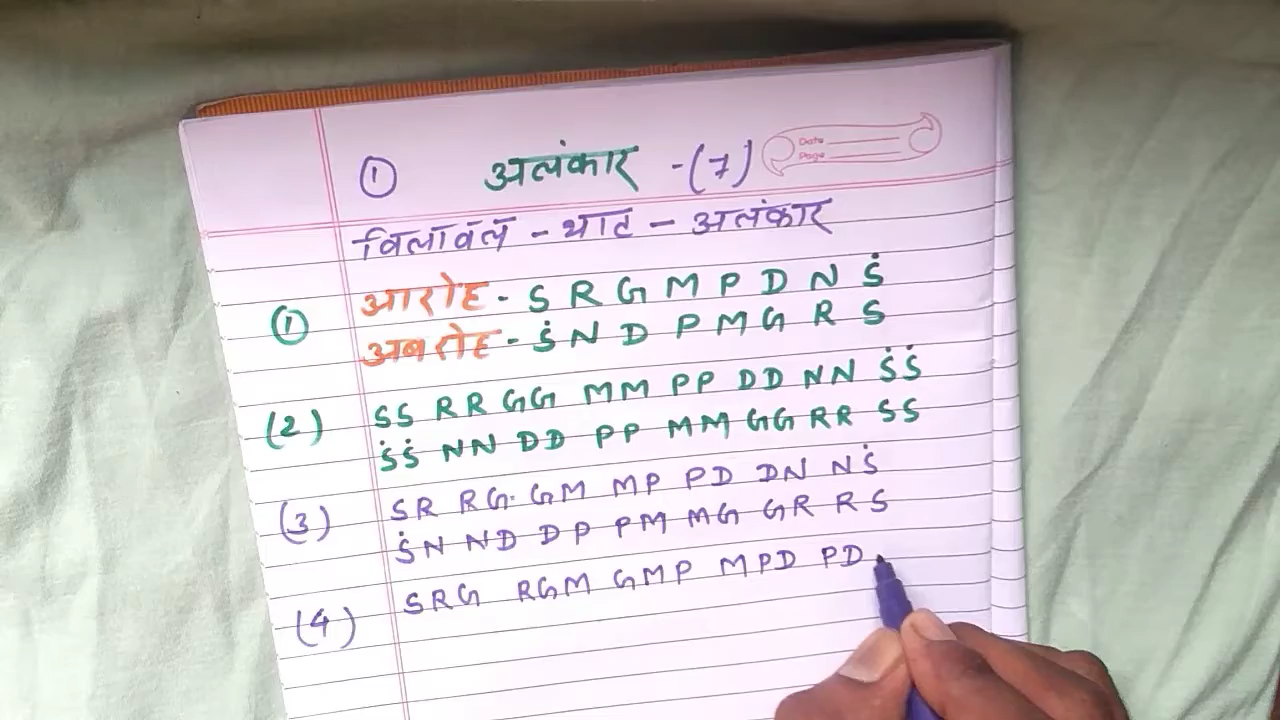 ① अलंकार -(7)
Date
Page
विलावल - थाट - अलंकार
① आरोह - S R G M P D N Ṡ
अबरोह - Ṡ N D P M G R S
(2) SS RR GG MM PP DD NN ṠṠ
ṠṠ NN DD PP MM GG RR SS
(3) SR RG. GM MP PD DN NṠ
ṠN ND DP PM MG GR RS
(4) SRG RGM GMP MPD PD